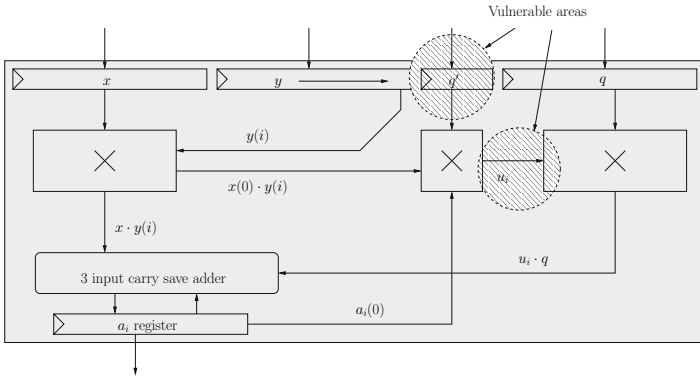 Vulnerable areas
x
y
q′
q
y(i)
x(0) · y(i)
u_i
x · y(i)
u_i · q
3 input carry save adder
a_i(0)
a_i register